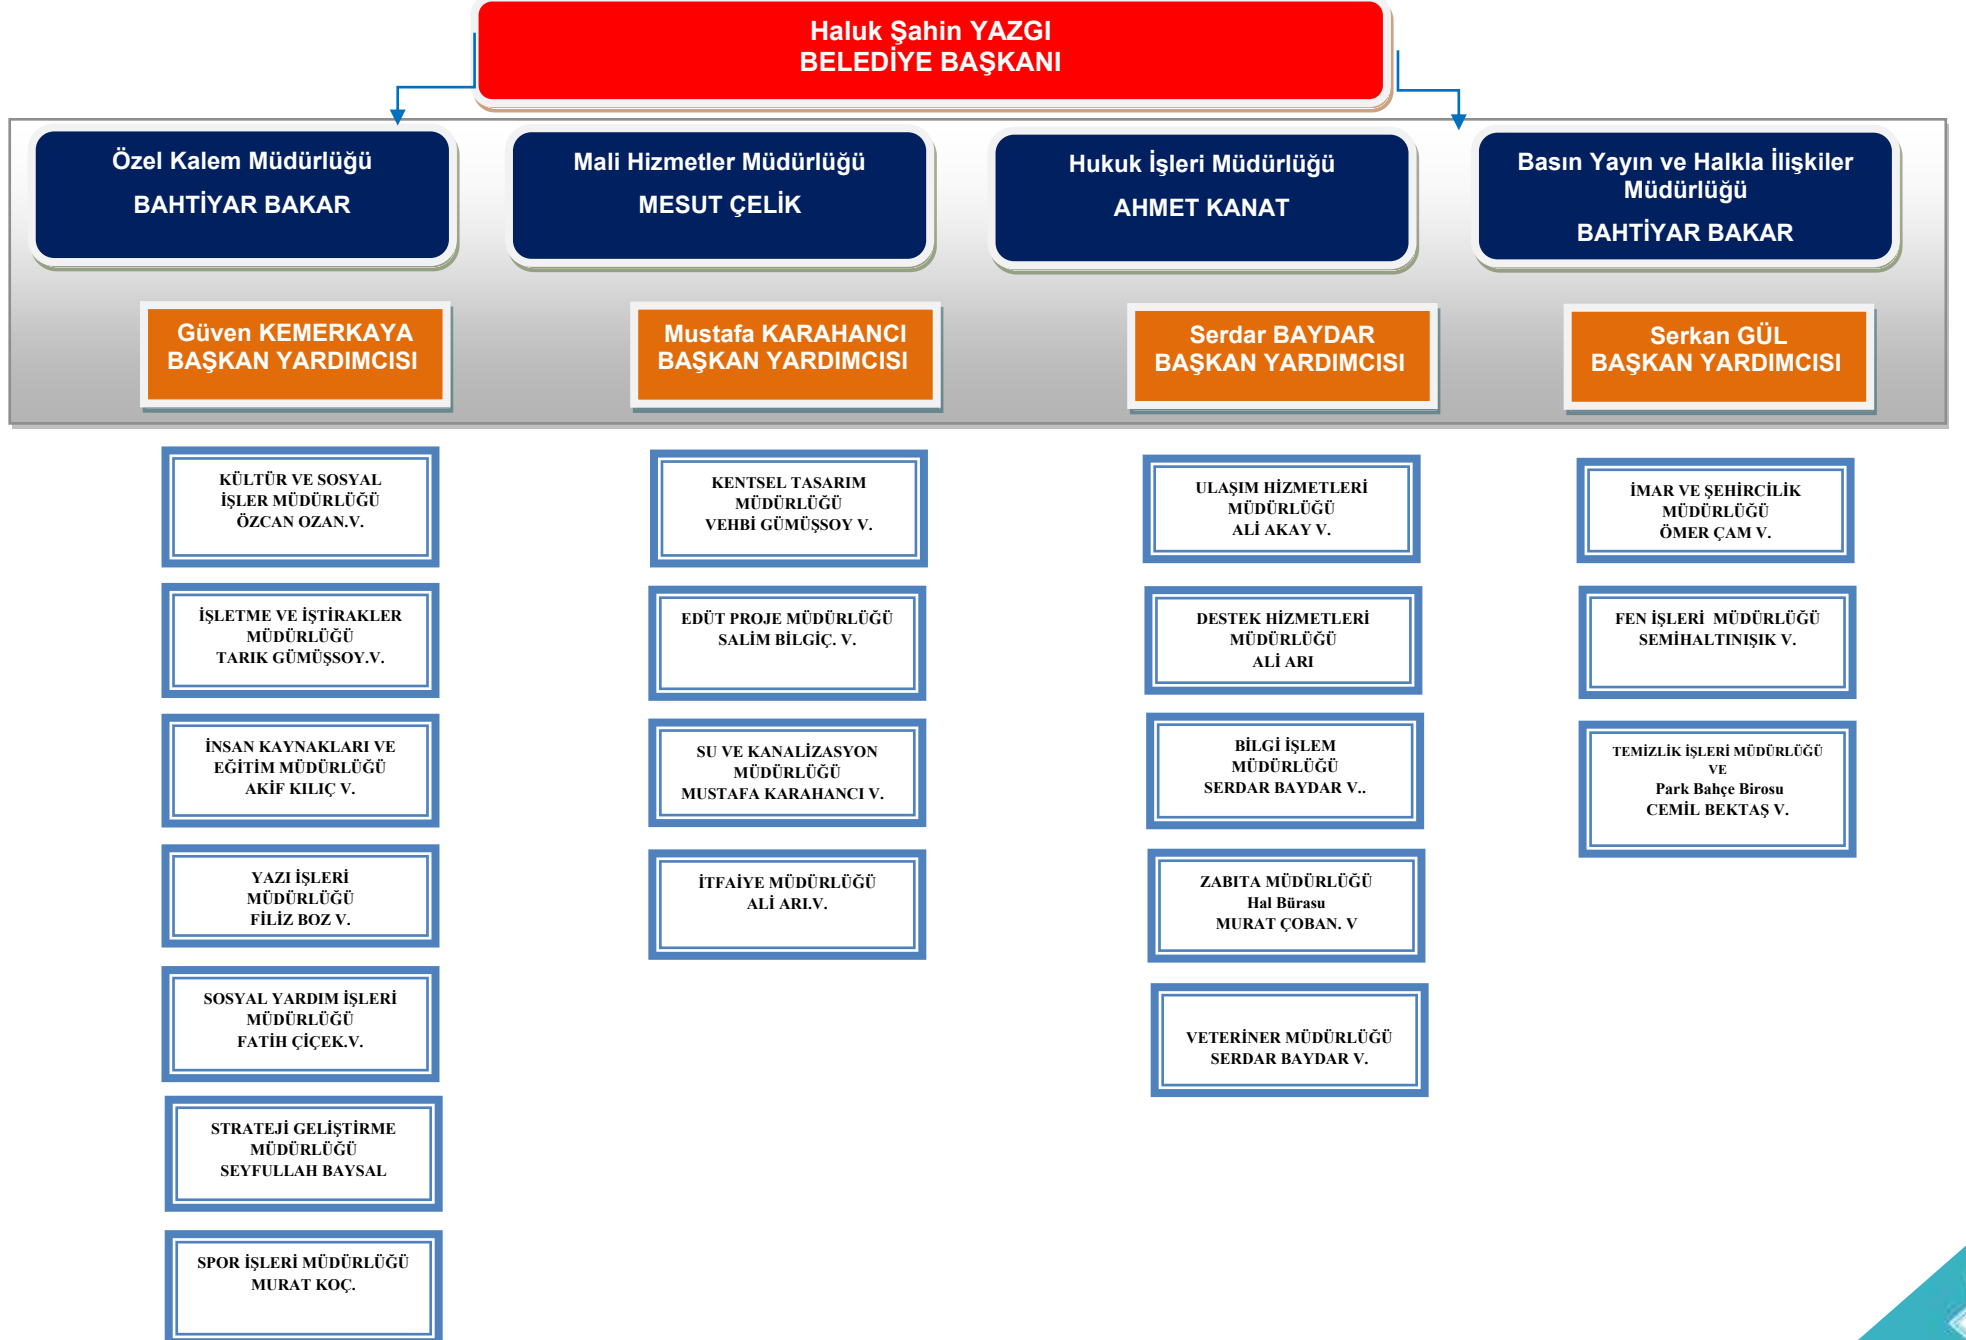 Haluk Şahin YAZGI
BELEDİYE BAŞKANI
Özel Kalem Müdürlüğü
BAHTİYAR BAKAR
Mali Hizmetler Müdürlüğü
MESUT ÇELİK
Hukuk İşleri Müdürlüğü
AHMET KANAT
Basın Yayın ve Halkla İlişkiler
Müdürlüğü
BAHTİYAR BAKAR
Güven KEMERKAYA
BAŞKAN YARDIMCISI
Mustafa KARAHANCI
BAŞKAN YARDIMCISI
Serdar BAYDAR
BAŞKAN YARDIMCISI
Serkan GÜL
BAŞKAN YARDIMCISI
KÜLTÜR VE SOSYAL
İŞLER MÜDÜRLÜĞÜ
ÖZCAN OZAN.V.
İŞLETME VE İŞTİRAKLER
MÜDÜRLÜĞÜ
TARIK GÜMÜŞSOY.V.
İNSAN KAYNAKLARI VE
EĞİTİM MÜDÜRLÜĞÜ
AKİF KILIÇ V.
YAZI İŞLERİ
MÜDÜRLÜĞÜ
FİLİZ BOZ V.
SOSYAL YARDIM İŞLERİ
MÜDÜRLÜĞÜ
FATİH ÇİÇEK.V.
STRATEJİ GELİŞTİRME
MÜDÜRLÜĞÜ
SEYFULLAH BAYSAL
SPOR İŞLERİ MÜDÜRLÜĞÜ
MURAT KOÇ.
KENTSEL TASARIM
MÜDÜRLÜĞÜ
VEHBİ GÜMÜŞSOY V.
EDÜT PROJE MÜDÜRLÜĞÜ
SALİM BİLGİÇ. V.
SU VE KANALİZASYON
MÜDÜRLÜĞÜ
MUSTAFA KARAHANCI V.
İTFAİYE MÜDÜRLÜĞÜ
ALİ ARI.V.
ULAŞIM HİZMETLERİ
MÜDÜRLÜĞÜ
ALİ AKAY V.
DESTEK HİZMETLERİ
MÜDÜRLÜĞÜ
ALİ ARI
BİLGİ İŞLEM
MÜDÜRLÜĞÜ
SERDAR BAYDAR V..
ZABITA MÜDÜRLÜĞÜ
Hal Bürasu
MURAT ÇOBAN. V
VETERİNER MÜDÜRLÜĞÜ
SERDAR BAYDAR V.
İMAR VE ŞEHİRCİLİK
MÜDÜRLÜĞÜ
ÖMER ÇAM V.
FEN İŞLERİ  MÜDÜRLÜĞÜ
SEMİHALTINIŞIK V.
TEMİZLİK İŞLERİ MÜDÜRLÜĞÜ
VE
Park Bahçe Birosu
CEMİL BEKTAŞ V.